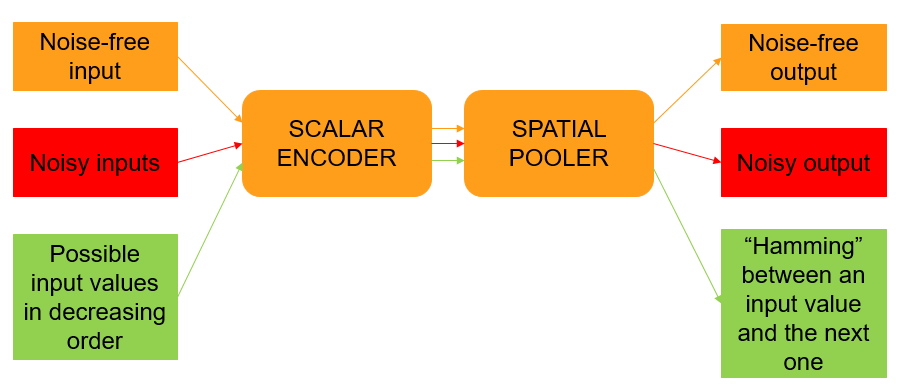 Noise-free
input
Noisy inputs
Possible
input values
in decreasing
order
SCALAR
ENCODER
SPATIAL
POOLER
Noise-free
output
Noisy output
“Hamming”
between an
input value
and the next
one